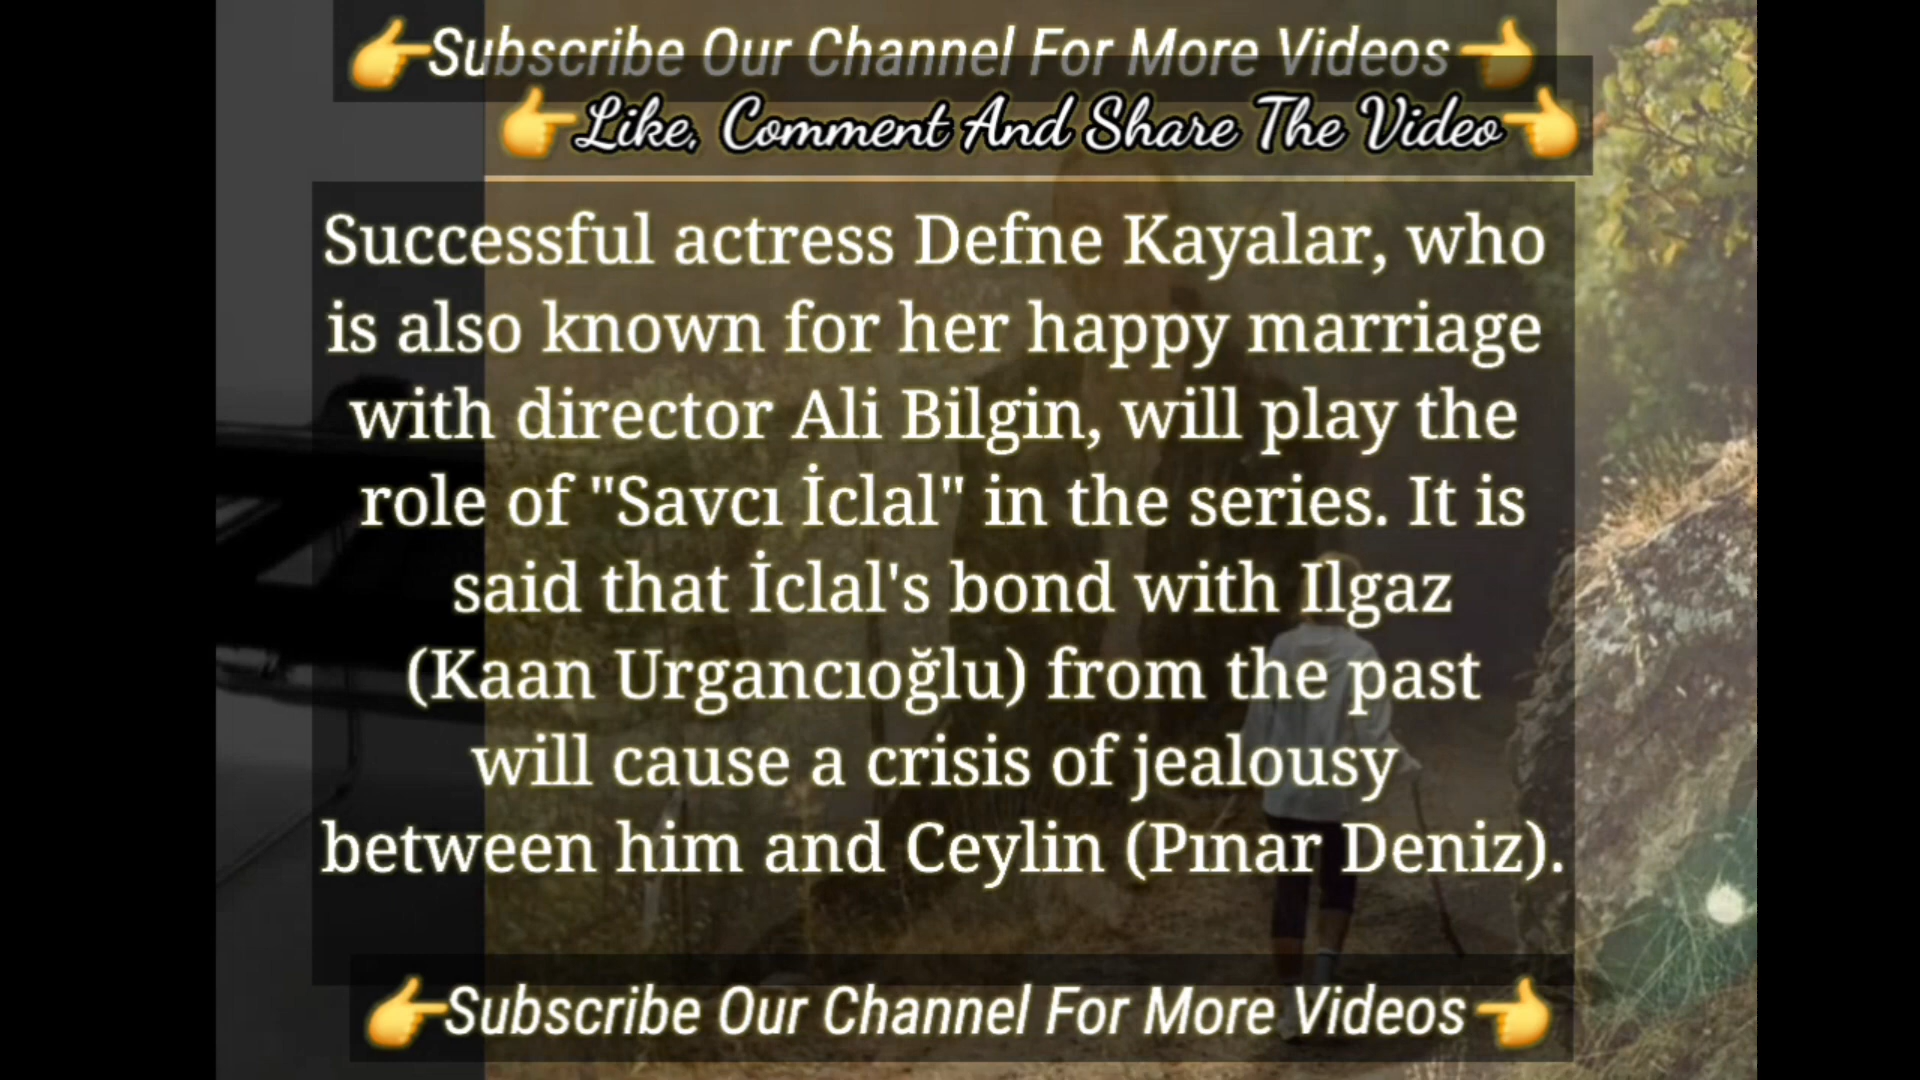 👉Subscribe Our Channel For More Videos👈
👉Like, Comment And Share The Video👈
Successful actress Defne Kayalar, who
is also known for her happy marriage
with director Ali Bilgin, will play the
role of "Savcı İclal" in the series. It is
said that İclal's bond with Ilgaz
(Kaan Urgancıoğlu) from the past
will cause a crisis of jealousy
between him and Ceylin (Pınar Deniz).
👉Subscribe Our Channel For More Videos👈